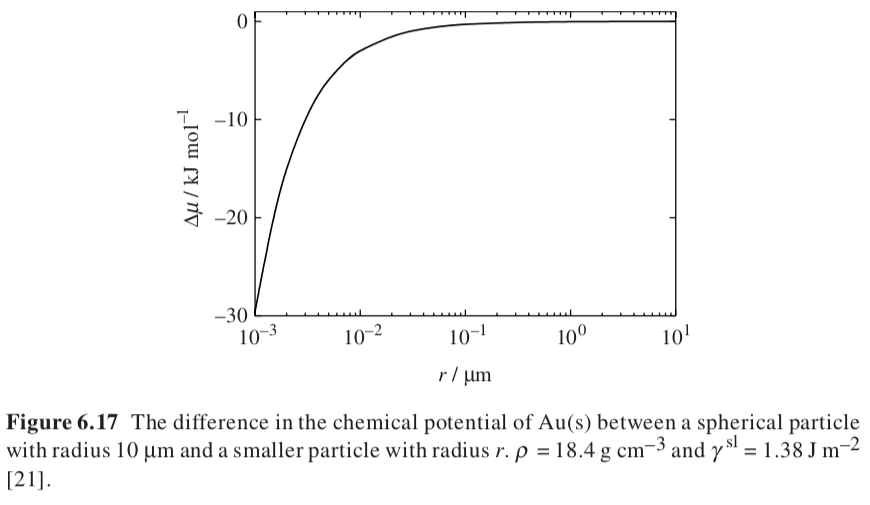 0
−10
−20
−30
Δμ / kJ mol⁻¹
10⁻³ 10⁻² 10⁻¹ 10⁰ 10¹
r / μm
Figure 6.17 The difference in the chemical potential of Au(s) between a spherical particle
with radius 10 μm and a smaller particle with radius r. ρ = 18.4 g cm⁻³ and γ ˢˡ = 1.38 J m⁻²
[21].